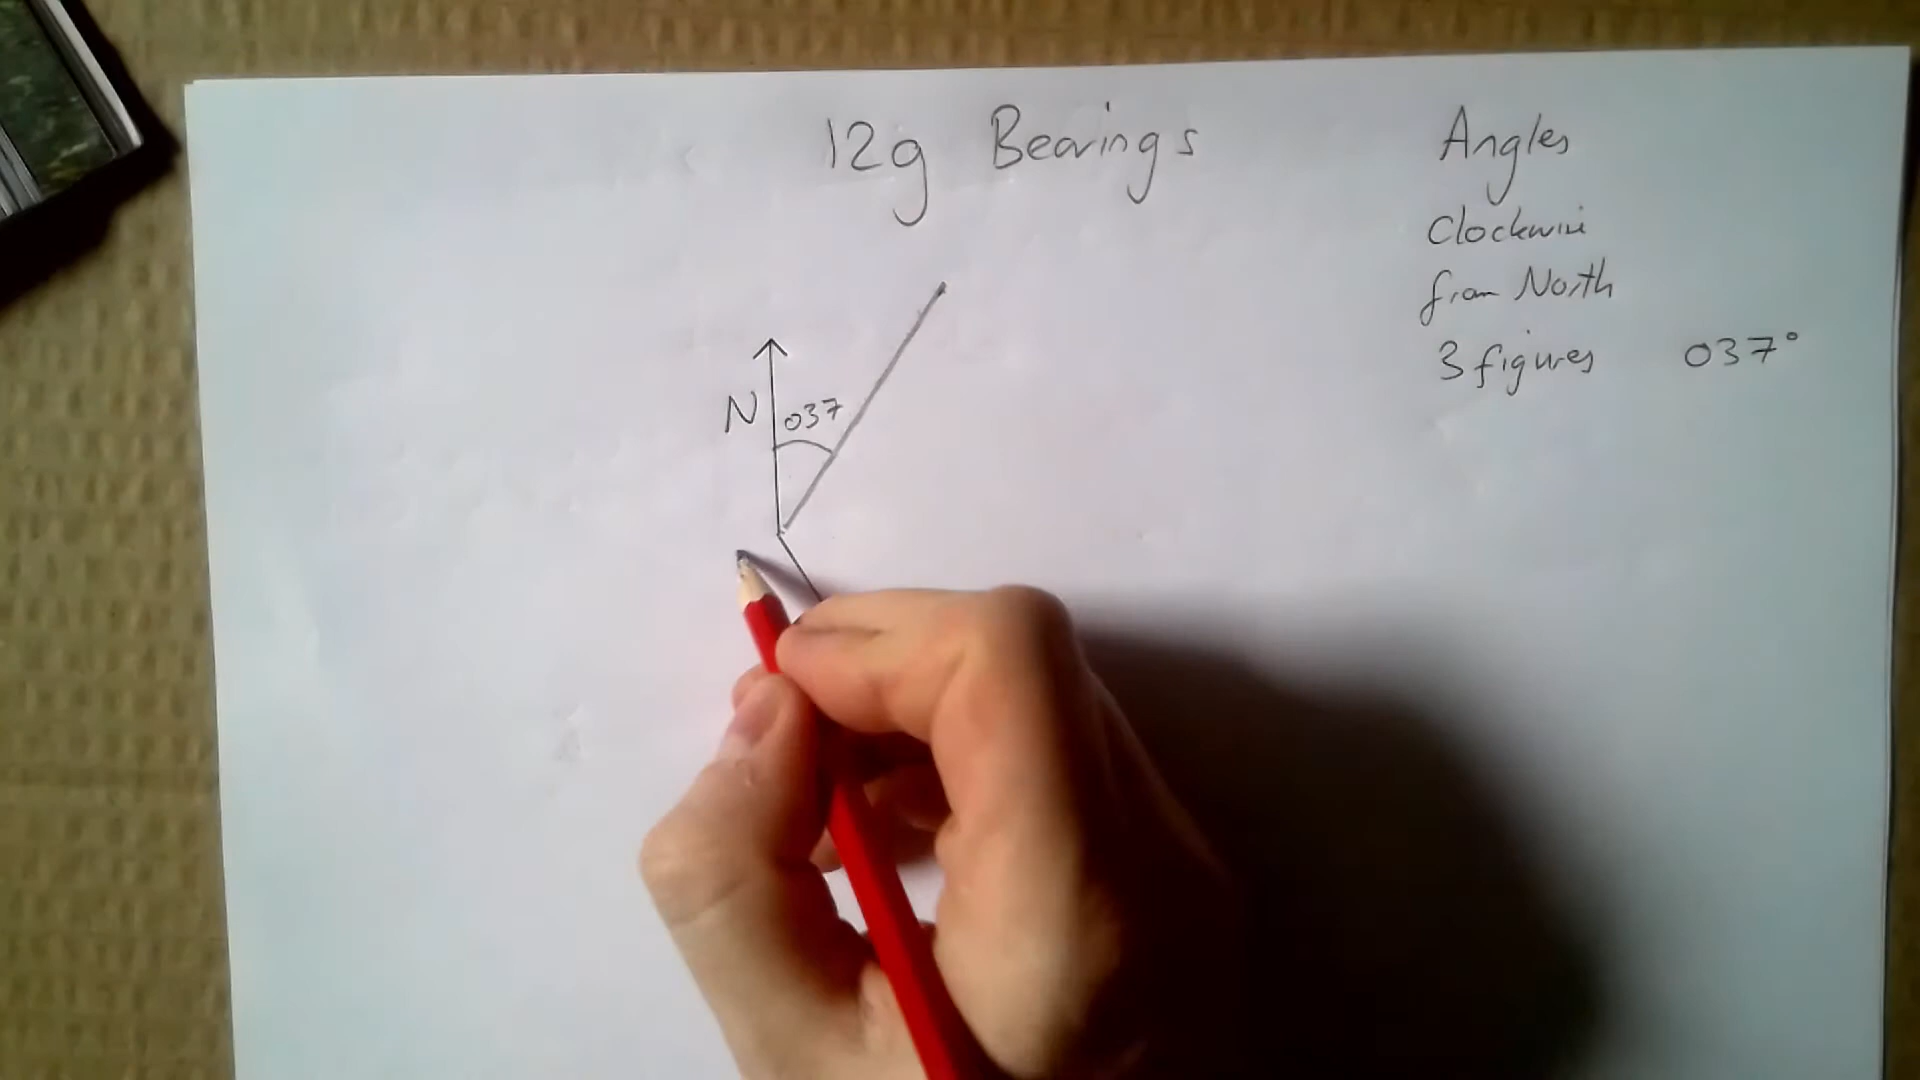 12g Bearings
Angles
Clockwise
from North
3 figures 037°
N 037